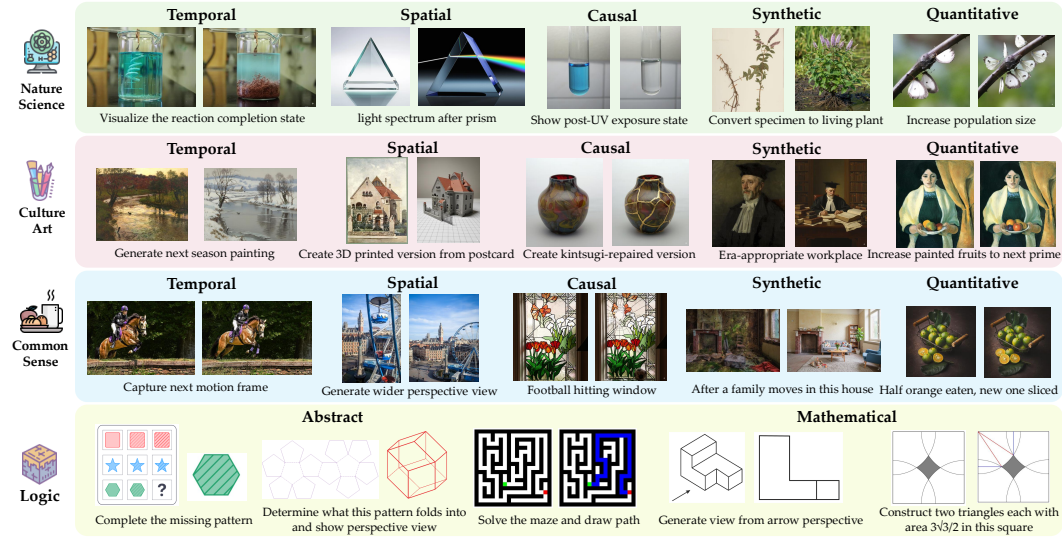 Temporal
Spatial
Causal
Synthetic
Quantitative
Nature
Science
Visualize the reaction completion state
light spectrum after prism
Show post-UV exposure state
Convert specimen to living plant
Increase population size
Temporal
Spatial
Causal
Synthetic
Quantitative
Culture
Art
Generate next season painting
Create 3D printed version from postcard
Create kintsugi-repaired version
Era-appropriate workplace
Increase painted fruits to next prime
Temporal
Spatial
Causal
Synthetic
Quantitative
Common
Sense
Capture next motion frame
Generate wider perspective view
Football hitting window
After a family moves in this house
Half orange eaten, new one sliced
Abstract
Mathematical
Logic
?
Complete the missing pattern
Determine what this pattern folds into
and show perspective view
Solve the maze and draw path
Generate view from arrow perspective
Construct two triangles each with
area 3√3/2 in this square